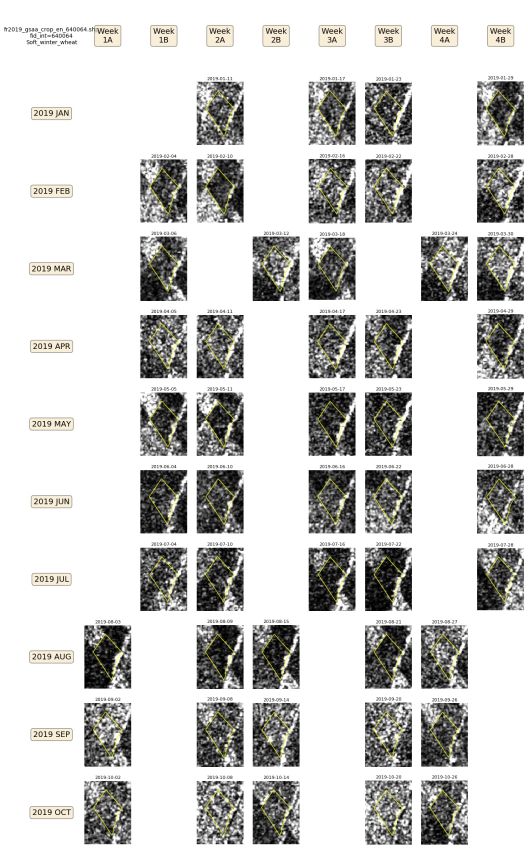 fr2019_gsaa_crop_en_640064.sh
fid_int=640064
Soft_winter_wheat
Week 1A
Week 1B
Week 2A
Week 2B
Week 3A
Week 3B
Week 4A
Week 4B
2019 JAN
2019-01-11
2019-01-17
2019-01-23
2019-01-29
2019 FEB
2019-02-04
2019-02-10
2019-02-16
2019-02-22
2019-02-28
2019 MAR
2019-03-06
2019-03-12
2019-03-18
2019-03-24
2019-03-30
2019 APR
2019-04-05
2019-04-11
2019-04-17
2019-04-23
2019-04-29
2019 MAY
2019-05-05
2019-05-11
2019-05-17
2019-05-23
2019-05-29
2019 JUN
2019-06-04
2019-06-10
2019-06-16
2019-06-22
2019-06-28
2019 JUL
2019-07-04
2019-07-10
2019-07-16
2019-07-22
2019-07-28
2019 AUG
2019-08-03
2019-08-09
2019-08-15
2019-08-21
2019-08-27
2019 SEP
2019-09-02
2019-09-08
2019-09-14
2019-09-20
2019-09-26
2019 OCT
2019-10-02
2019-10-08
2019-10-14
2019-10-20
2019-10-26